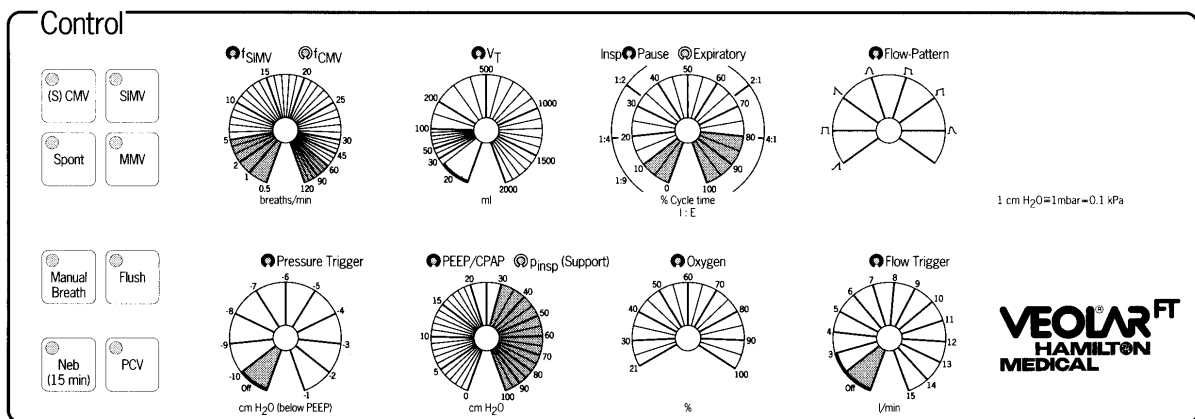 Control
(S) CMV
SIMV
Spont
MMV
Manual
Breath
Flush
Neb
(15 min)
PCV
fSIMV fCMV
0.5 1 2 5 10 15 20 25 30 45 60 90 120
breaths/min
VT
20 30 50 100 200 500 1000 1500 2000
ml
Insp Pause Expiratory
1:9 1:4 1:2 2:1 4:1
0 10 20 30 40 50 60 70 80 90 100
% Cycle time
I : E
Flow-Pattern
1 cm H2O≅1mbar=0.1 kPa
Pressure Trigger
Off -10 -9 -8 -7 -6 -5 -4 -3 -2 -1
cm H2O (below PEEP)
PEEP/CPAP pinsp (Support)
0 5 10 15 20 30 40 50 60 70 80 90 100
cm H2O
Oxygen
21 30 40 50 60 70 80 90 100
%
Flow Trigger
Off 3 4 5 6 7 8 9 10 11 12 13 14 15
l/min
VEOLAR® FT
HAMILTON
MEDICAL